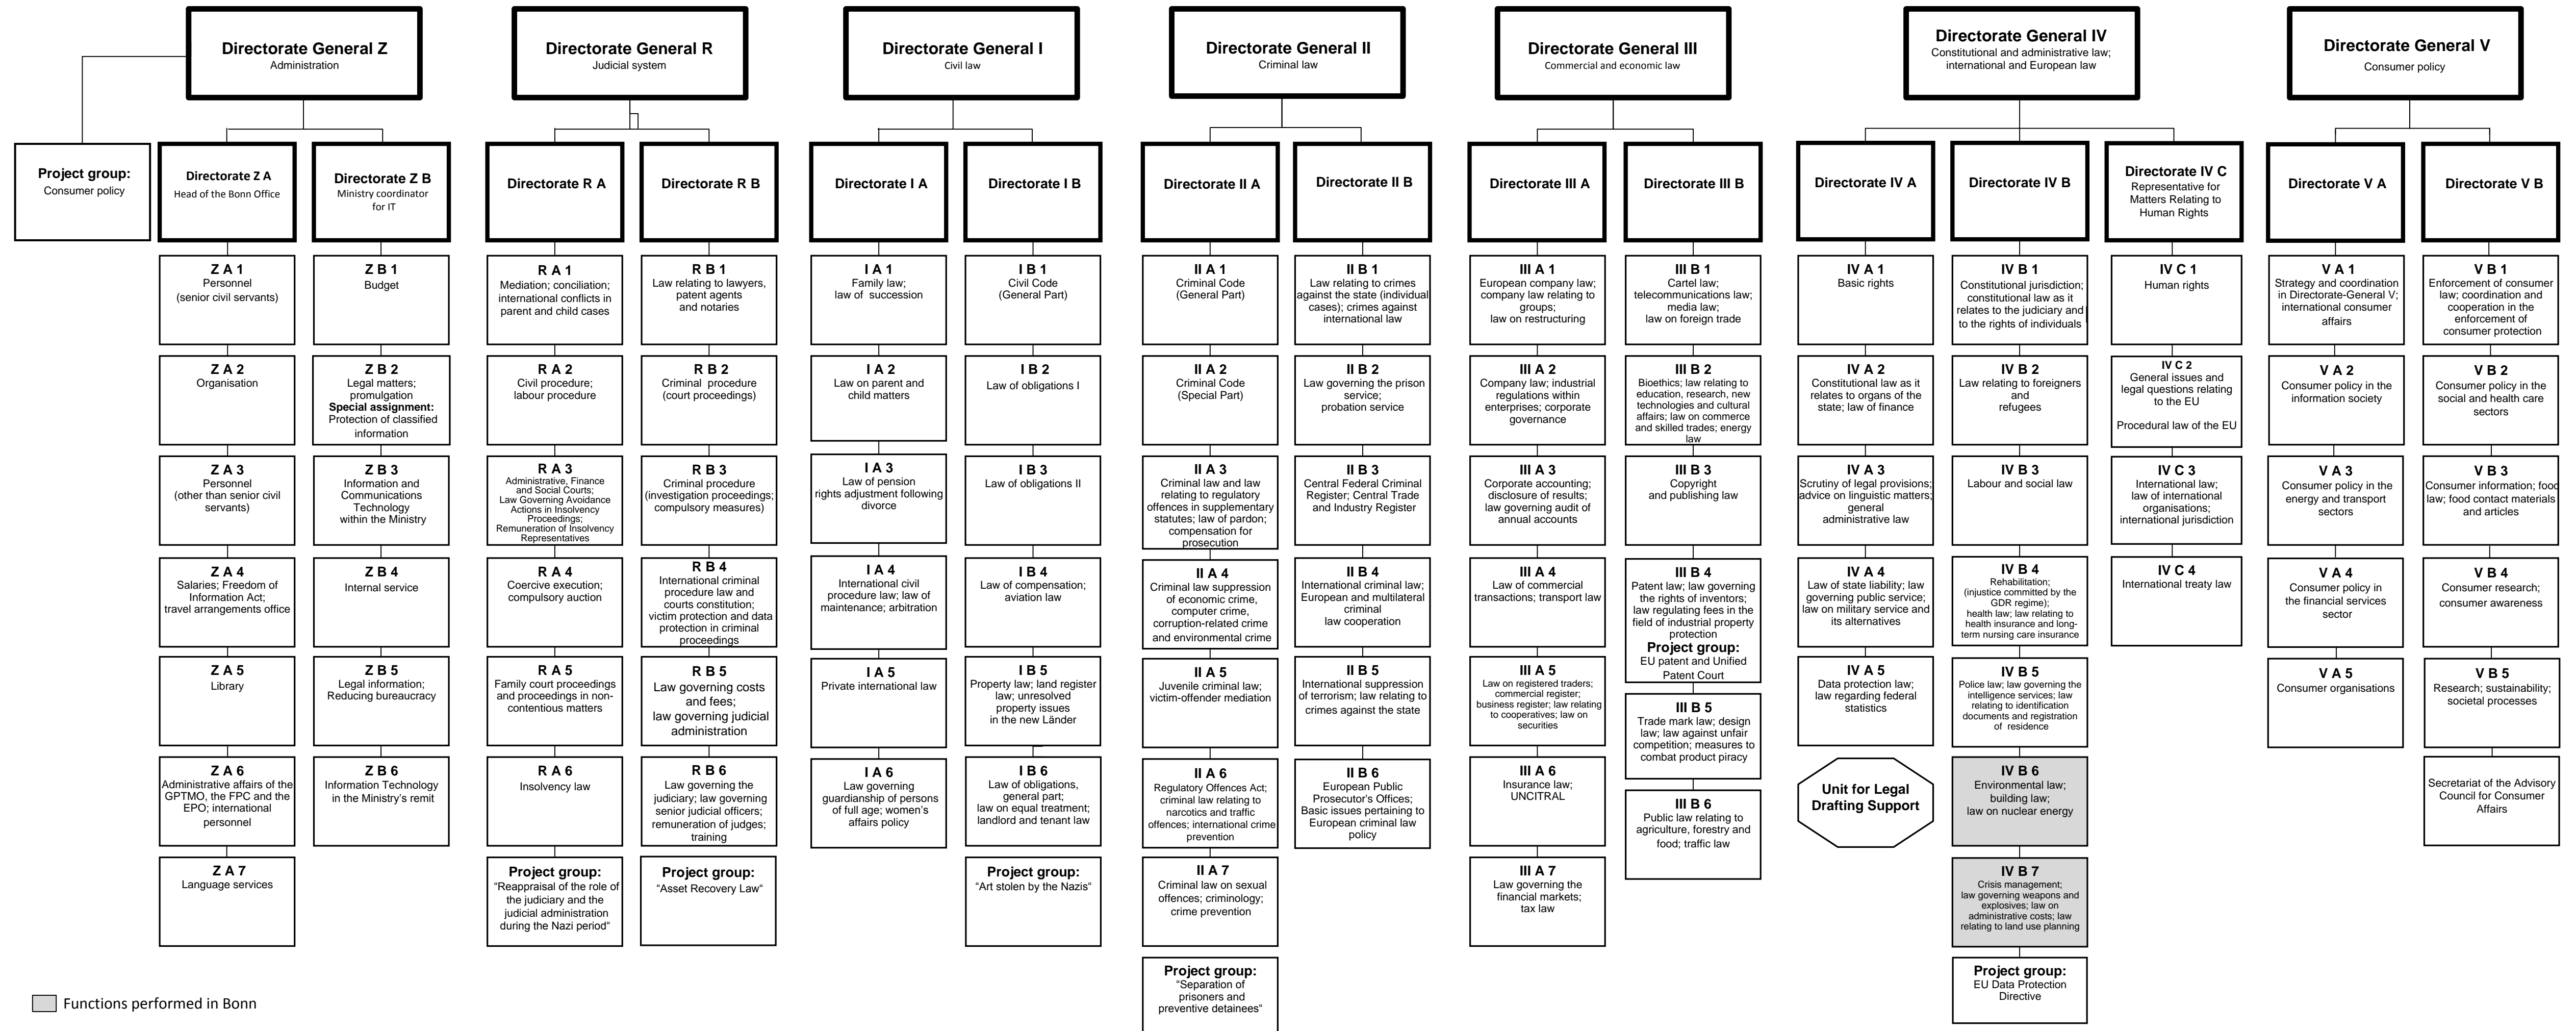 Directorate General Z
Administration
Project group:
Consumer policy
Directorate Z A
Head of the Bonn Office
Z A 1
Personnel
(senior civil servants)
Z A 2
Organisation
Z A 3
Personnel
(other than senior civil
servants)
Z A 4
Salaries; Freedom of
Information Act;
travel arrangements office
Z A 5
Library
Z A 6
Administrative affairs of the
GPTMO, the FPC and the
EPO; international
personnel
Z A 7
Language services
Directorate Z B
Ministry coordinator
for IT
Z B 1
Budget
Z B 2
Legal matters;
promulgation
Special assignment:
Protection of classified
information
Z B 3
Information and
Communications
Technology
within the Ministry
Z B 4
Internal service
Z B 5
Legal information;
Reducing bureaucracy
Z B 6
Information Technology
in the Ministry's remit
Directorate General R
Judicial system
Directorate R A
R A 1
Mediation; conciliation;
international conflicts in
parent and child cases
R A 2
Civil procedure;
labour procedure
R A 3
Administrative, Finance
and Social Courts;
Law Governing Avoidance
Actions in Insolvency
Proceedings;
Remuneration of Insolvency
Representatives
R A 4
Coercive execution;
compulsory auction
R A 5
Family court proceedings
and proceedings in non-
contentious matters
R A 6
Insolvency law
Project group:
“Reappraisal of the role of
the judiciary and the
judicial administration
during the Nazi period“
Directorate R B
R B 1
Law relating to lawyers,
patent agents
and notaries
R B 2
Criminal procedure
(court proceedings)
R B 3
Criminal procedure
(investigation proceedings;
compulsory measures)
R B 4
International criminal
procedure law and
courts constitution;
victim protection and data
protection in criminal
proceedings
R B 5
Law governing costs
and fees;
law governing judicial
administration
R B 6
Law governing the
judiciary; law governing
senior judicial officers;
remuneration of judges;
training
Project group:
“Asset Recovery Law“
Directorate General I
Civil law
Directorate I A
I A 1
Family law;
law of succession
I A 2
Law on parent and
child matters
I A 3
Law of pension
rights adjustment following
divorce
I A 4
International civil
procedure law; law of
maintenance; arbitration
I A 5
Private international law
I A 6
Law governing
guardianship of persons
of full age; women's
affairs policy
Directorate I B
I B 1
Civil Code
(General Part)
I B 2
Law of obligations I
I B 3
Law of obligations II
I B 4
Law of compensation;
aviation law
I B 5
Property law; land register
law; unresolved
property issues
in the new Länder
I B 6
Law of obligations,
general part;
law on equal treatment;
landlord and tenant law
Project group:
“Art stolen by the Nazis“
Directorate General II
Criminal law
Directorate II A
II A 1
Criminal Code
(General Part)
II A 2
Criminal Code
(Special Part)
II A 3
Criminal law and law
relating to regulatory
offences in supplementary
statutes; law of pardon;
compensation for
prosecution
II A 4
Criminal law suppression
of economic crime,
computer crime,
corruption-related crime
and environmental crime
II A 5
Juvenile criminal law;
victim-offender mediation
II A 6
Regulatory Offences Act;
criminal law relating to
narcotics and traffic
offences; international crime
prevention
II A 7
Criminal law on sexual
offences; criminology;
crime prevention
Project group:
“Separation of
prisoners and
preventive detainees“
Directorate II B
II B 1
Law relating to crimes
against the state (individual
cases); crimes against
international law
II B 2
Law governing the prison
service;
probation service
II B 3
Central Federal Criminal
Register; Central Trade
and Industry Register
II B 4
International criminal law;
European and multilateral
criminal
law cooperation
II B 5
International suppression
of terrorism; law relating to
crimes against the state
II B 6
European Public
Prosecutor's Offices;
Basic issues pertaining to
European criminal law
policy
Directorate General III
Commercial and economic law
Directorate III A
III A 1
European company law;
company law relating to
groups;
law on restructuring
III A 2
Company law; industrial
regulations within
enterprises; corporate
governance
III A 3
Corporate accounting;
disclosure of results;
law governing audit of
annual accounts
III A 4
Law of commercial
transactions; transport law
III A 5
Law on registered traders;
commercial register;
business register; law relating
to cooperatives; law on
securities
III A 6
Insurance law;
UNCITRAL
III A 7
Law governing the
financial markets;
tax law
Directorate III B
III B 1
Cartel law;
telecommunications law;
media law;
law on foreign trade
III B 2
Bioethics; law relating to
education, research, new
technologies and cultural
affairs; law on commerce
and skilled trades; energy
law
III B 3
Copyright
and publishing law
III B 4
Patent law; law governing
the rights of inventors;
law regulating fees in the
field of industrial property
protection
Project group:
EU patent and Unified
Patent Court
III B 5
Trade mark law; design
law; law against unfair
competition; measures to
combat product piracy
III B 6
Public law relating to
agriculture, forestry and
food; traffic law
Directorate General IV
Constitutional and administrative law;
international and European law
Directorate IV A
IV A 1
Basic rights
IV A 2
Constitutional law as it
relates to organs of the
state; law of finance
IV A 3
Scrutiny of legal provisions;
advice on linguistic matters;
general
administrative law
IV A 4
Law of state liability; law
governing public service;
law on military service and
its alternatives
IV A 5
Data protection law;
law regarding federal
statistics
Unit for Legal
Drafting Support
Directorate IV B
IV B 1
Constitutional jurisdiction;
constitutional law as it
relates to the judiciary and
to the rights of individuals
IV B 2
Law relating to foreigners
and
refugees
IV B 3
Labour and social law
IV B 4
Rehabilitation;
(injustice committed by the
GDR regime);
health law; law relating to
health insurance and long-
term nursing care insurance
IV B 5
Police law; law governing the
intelligence services; law
relating to identification
documents and registration
of residence
IV B 6
Environmental law;
building law;
law on nuclear energy
IV B 7
Crisis management;
law governing weapons and
explosives; law on
administrative costs; law
relating to land use planning
Project group:
EU Data Protection
Directive
Directorate IV C
Representative for
Matters Relating to
Human Rights
IV C 1
Human rights
IV C 2
General issues and
legal questions relating
to the EU
Procedural law of the EU
IV C 3
International law;
law of international
organisations;
international jurisdiction
IV C 4
International treaty law
Directorate General V
Consumer policy
Directorate V A
V A 1
Strategy and coordination
in Directorate-General V;
international consumer
affairs
V A 2
Consumer policy in the
information society
V A 3
Consumer policy in the
energy and transport
sectors
V A 4
Consumer policy in
the financial services
sector
V A 5
Consumer organisations
Directorate V B
V B 1
Enforcement of consumer
law; coordination and
cooperation in the
enforcement of
consumer protection
V B 2
Consumer policy in the
social and health care
sectors
V B 3
Consumer information; food
law; food contact materials
and articles
V B 4
Consumer research;
consumer awareness
V B 5
Research; sustainability;
societal processes
Secretariat of the Advisory
Council for Consumer
Affairs
Functions performed in Bonn